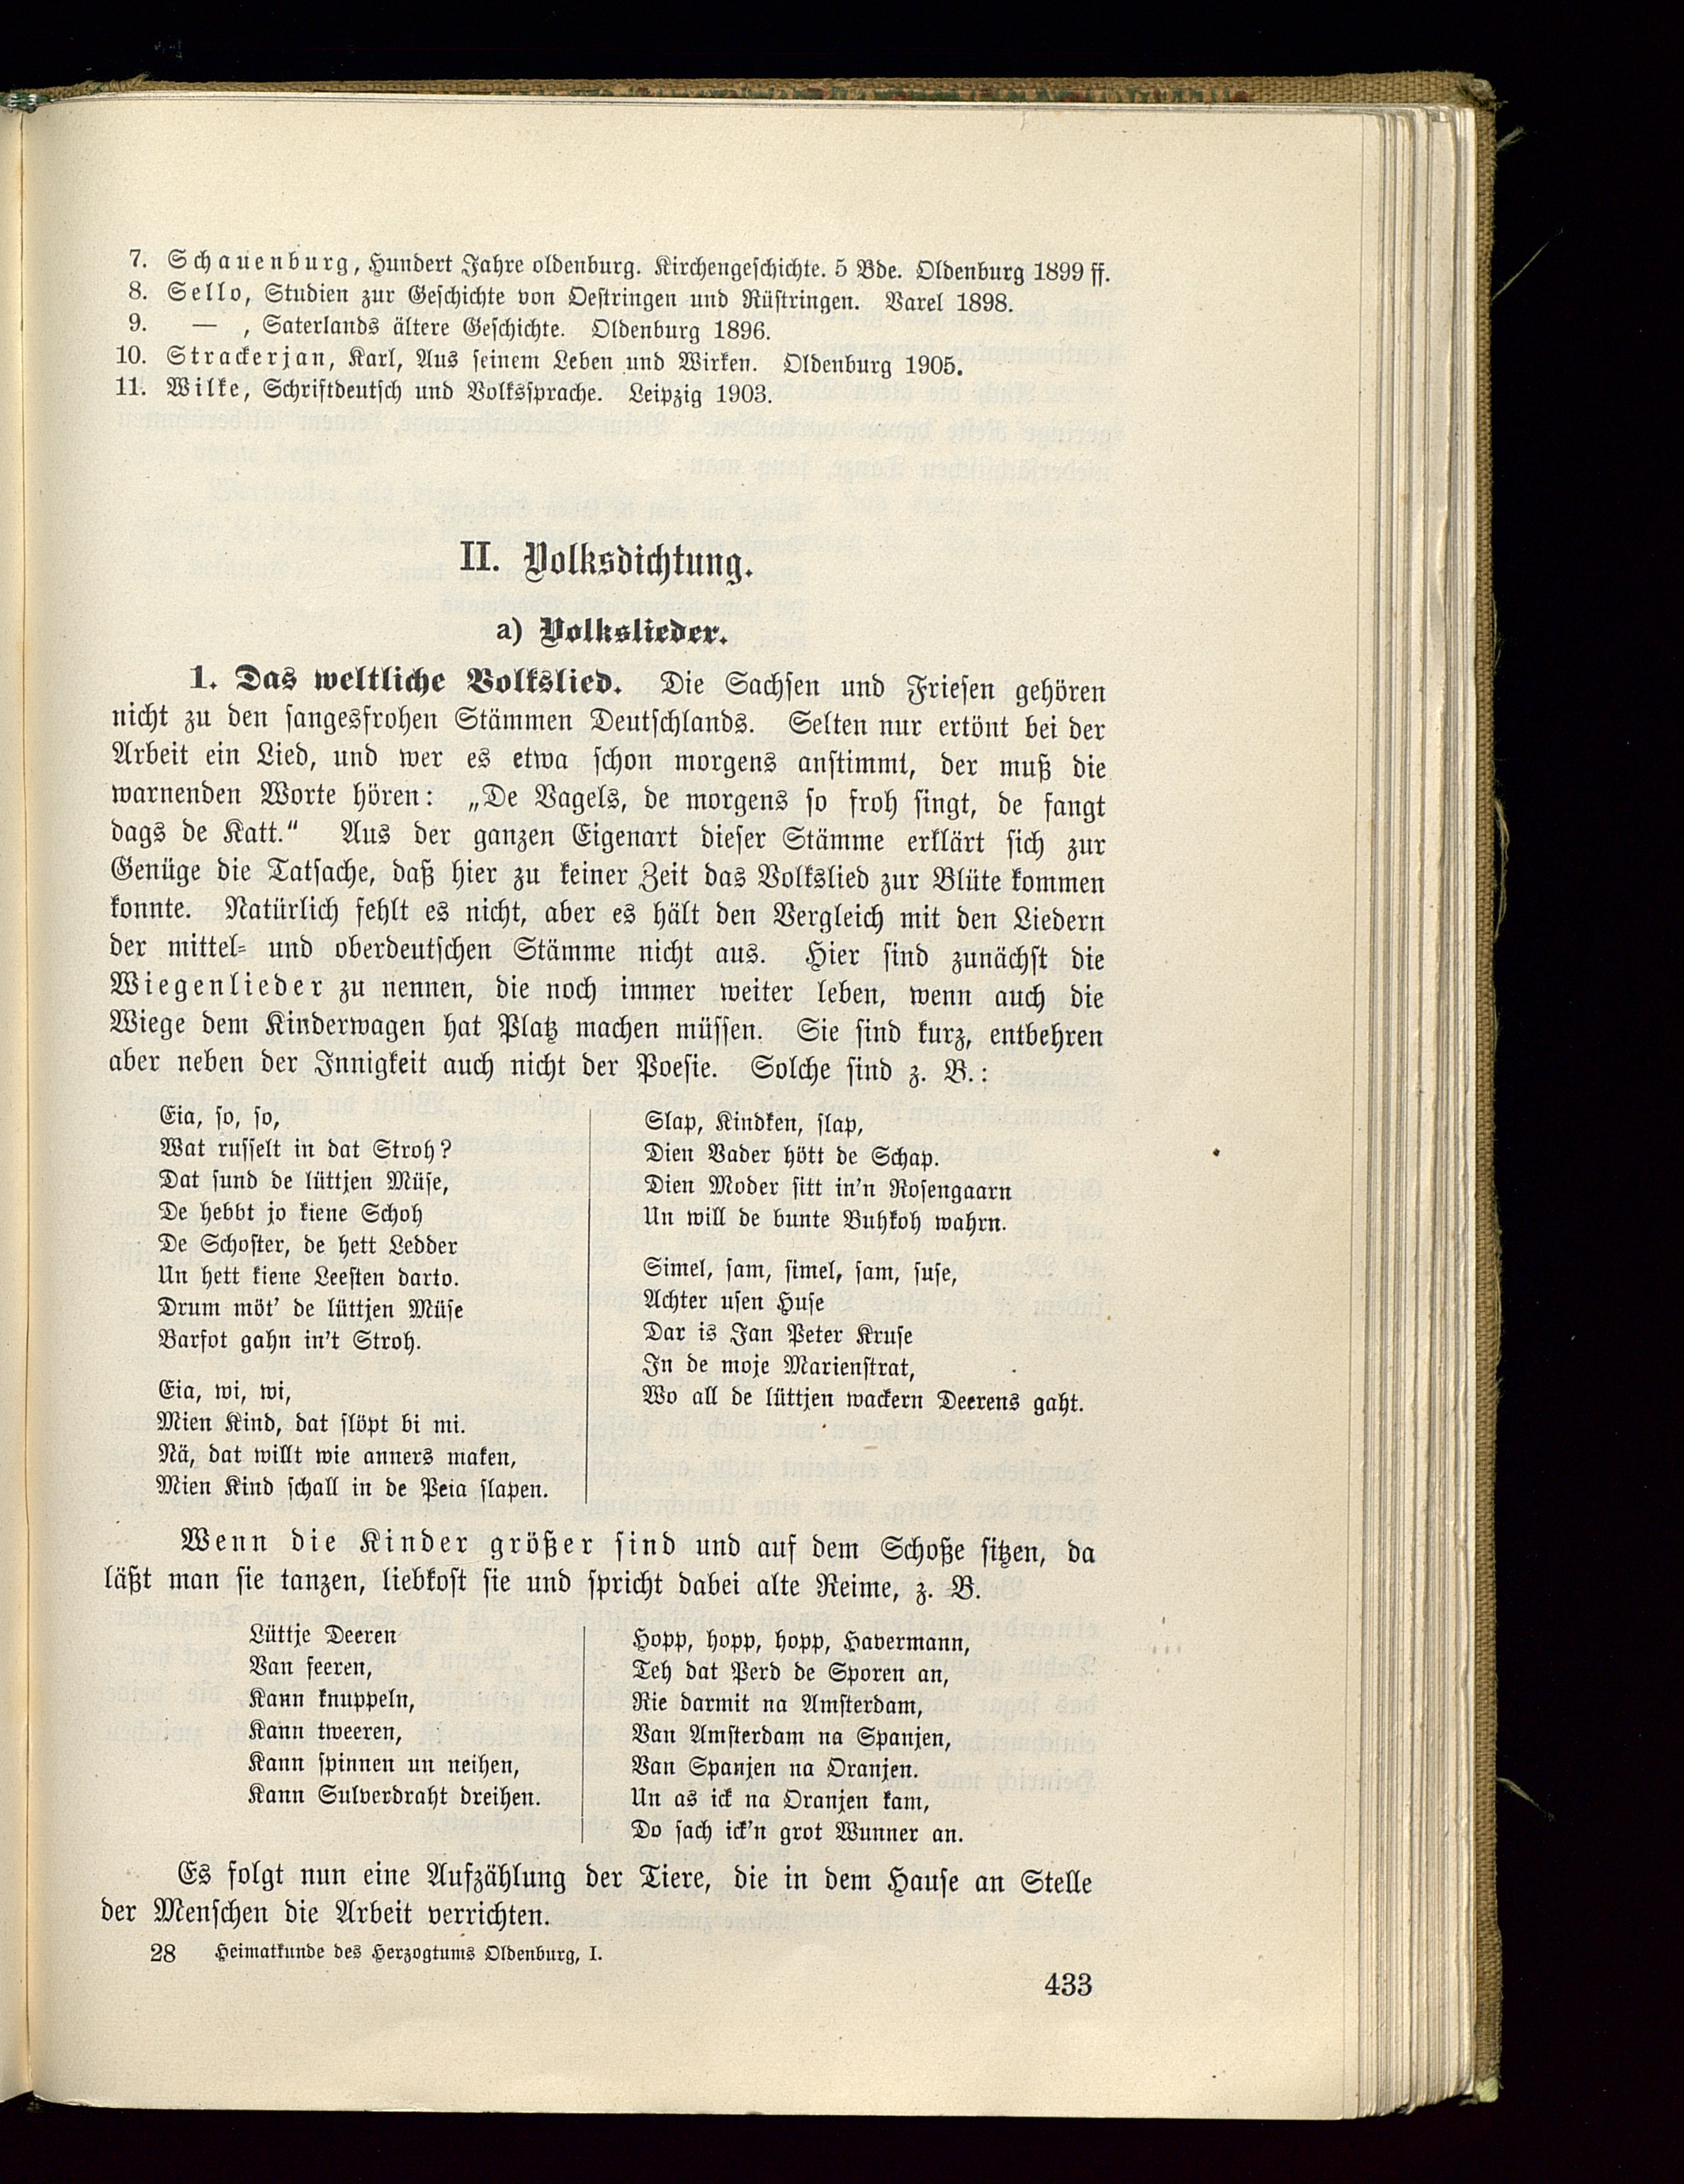 7. Schauenburg, Hundert Jahre oldenburg. Kirchengeschichte. 5 Bde. Oldenburg 1899 ff.
8. Sello, Studien zur Geschichte von Oestringen und Rüstringen. Varel 1898.
9. — , Saterlands ältere Geschichte. Oldenburg 1896.
10. Strackerjan, Karl, Aus seinem Leben und Wirken. Oldenburg 1905.
11. Wilke, Schriftdeutsch und Volkssprache. Leipzig 1903.
II. Volksdichtung.
a) Volkslieder.
1. Das weltliche Volkslied. Die Sachsen und Friesen gehören
nicht zu den sangesfrohen Stämmen Deutschlands. Selten nur ertönt bei der
Arbeit ein Lied, und wer es etwa schon morgens anstimmt, der muß die
warnenden Worte hören: „De Vagels, de morgens so froh singt, de fangt
dags de Katt.“ Aus der ganzen Eigenart dieser Stämme erklärt sich zur
Genüge die Tatsache, daß hier zu keiner Zeit das Volkslied zur Blüte kommen
konnte. Natürlich fehlt es nicht, aber es hält den Vergleich mit den Liedern
der mittel- und oberdeutschen Stämme nicht aus. Hier sind zunächst die
Wiegenlieder zu nennen, die noch immer weiter leben, wenn auch die
Wiege dem Kinderwagen hat Platz machen müssen. Sie sind kurz, entbehren
aber neben der Innigkeit auch nicht der Poesie. Solche sind z. B.:
Eia, so, so,
Wat russelt in dat Stroh?
Dat sund de lüttjen Müse,
De hebbt jo kiene Schoh
De Schoster, de hett Ledder
Un hett kiene Leesten darto.
Drum möt' de lüttjen Müse
Barfot gahn in't Stroh.
Eia, wi, wi,
Mien Kind, dat slöpt bi mi.
Nä, dat willt wie anners maken,
Mien Kind schall in de Peia slapen.
Slap, Kindken, slap,
Dien Vader hött de Schap.
Dien Moder sitt in'n Rosengaarn
Un will de bunte Buhkoh wahrn.
Simel, sam, simel, sam, suse,
Achter usen Huse
Dar is Jan Peter Kruse
In de moje Marienstrat,
Wo all de lüttjen wackern Deerens gaht.
Wenn die Kinder größer sind und auf dem Schoße sitzen, da
läßt man sie tanzen, liebkost sie und spricht dabei alte Reime, z. B.
Lüttje Deeren
Van feeren,
Kann knuppeln,
Kann tweeren,
Kann spinnen un neihen,
Kann Sulverdraht dreihen.
Hopp, hopp, hopp, Havermann,
Teh dat Perd de Sporen an,
Rie darmit na Amsterdam,
Van Amsterdam na Spanjen,
Van Spanjen na Oranjen.
Un as ick na Oranjen kam,
Do sach ick'n grot Wunner an.
Es folgt nun eine Aufzählung der Tiere, die in dem Hause an Stelle
der Menschen die Arbeit verrichten.
28 Heimatkunde des Herzogtums Oldenburg, I.
433